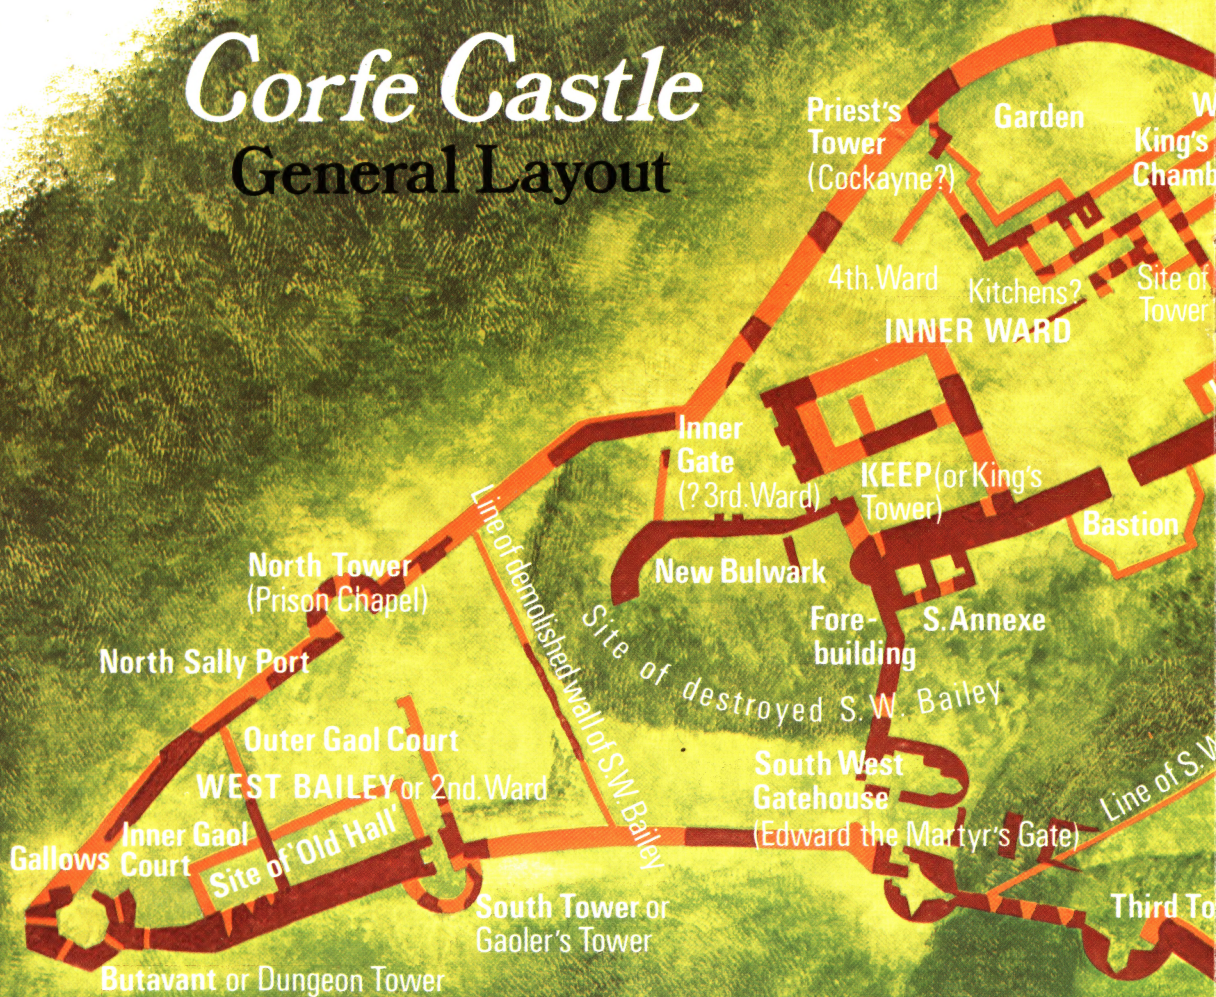 Corfe Castle
General Layout
Priest's
Tower
(Cockayne?)
Garden
King's
4th.Ward
Kitchens?
Site of
Tower
INNER WARD
Inner
Gate
(?3rd.Ward)
KEEP (or King's
Tower)
Bastion
New Bulwark
Fore-
building
S.Annexe
Line of demolished wall of S.W. Bailey
Site of destroyed S.W. Bailey
North Tower
(Prison Chapel)
North Sally Port
Outer Gaol Court
WEST BAILEY or 2nd.Ward
Inner Gaol
Court
Gallows
Site of 'Old Hall'
South West
Gatehouse
(Edward the Martyr's Gate)
Line of S.W
Third To
South Tower or
Gaoler's Tower
Butavant or Dungeon Tower